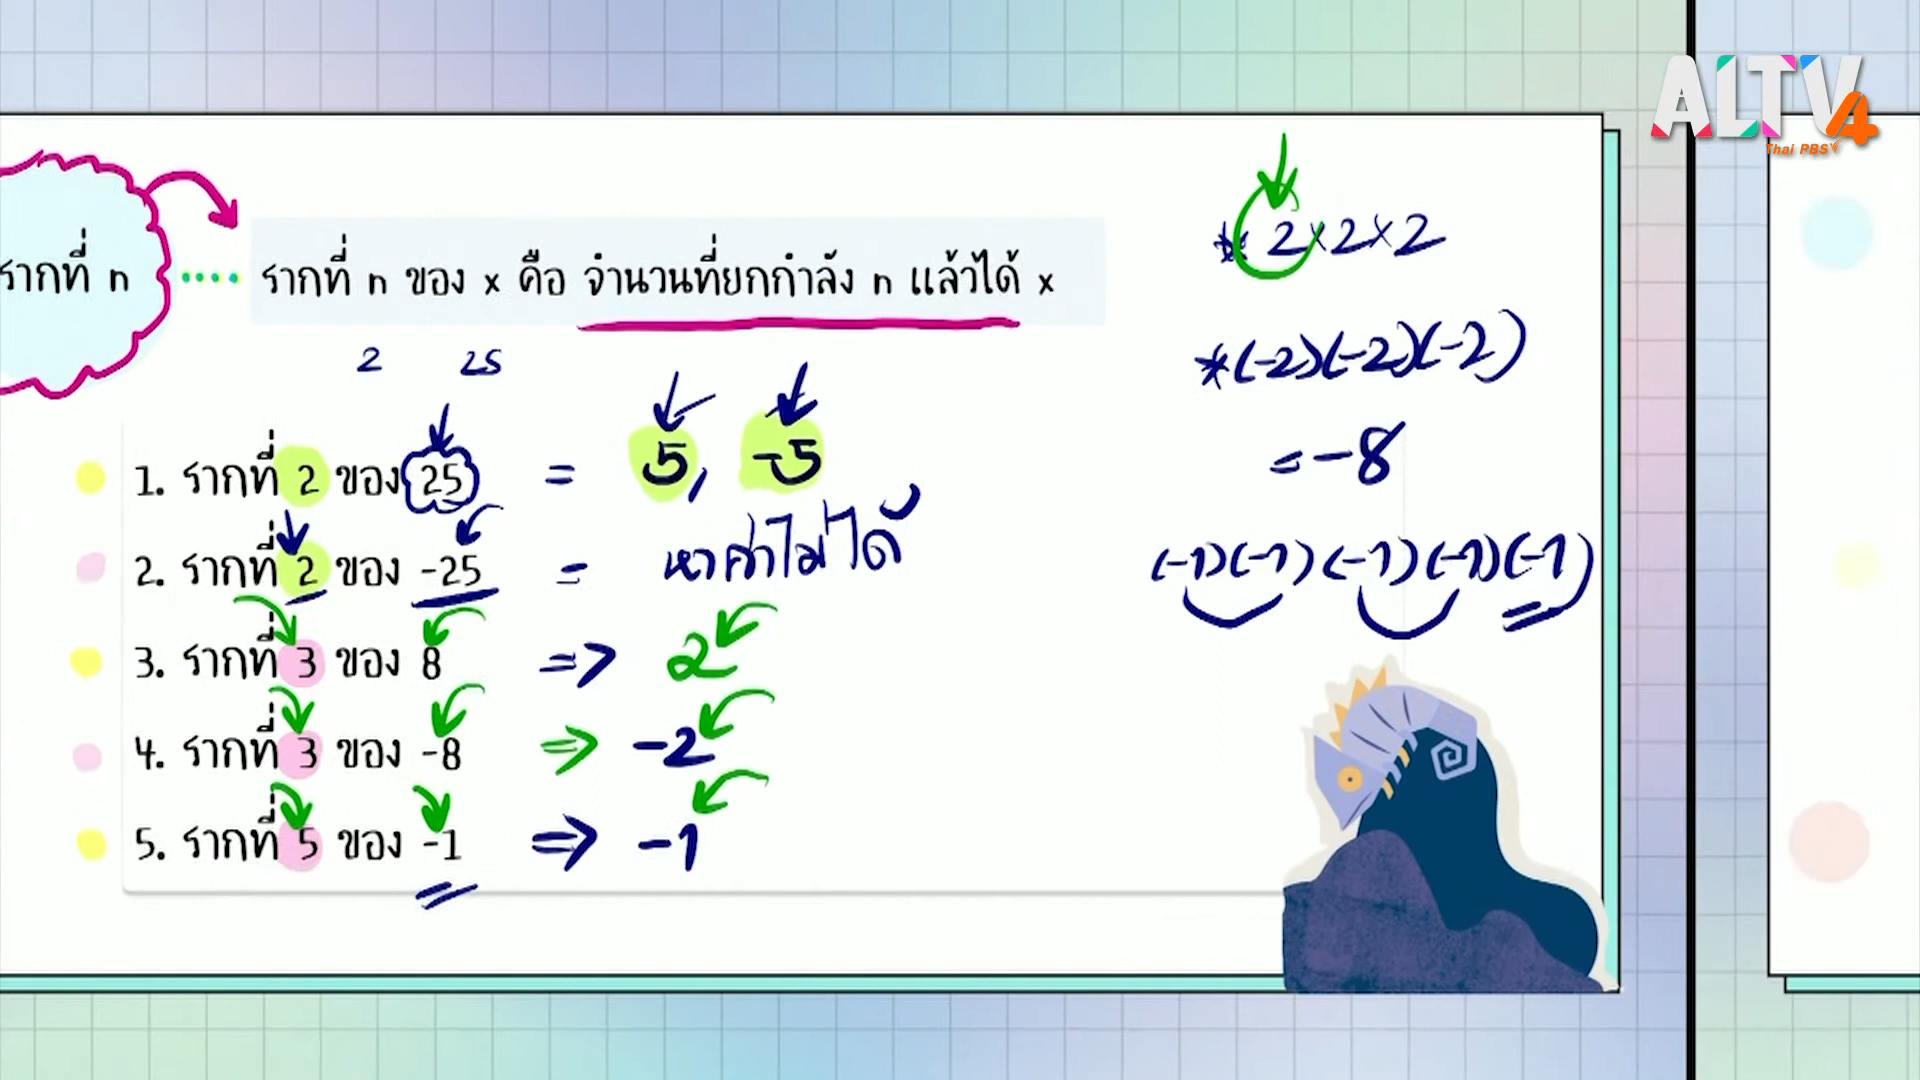 ALTV4
Thai PBS
รากที่ n
รากที่ n ของ x คือ จำนวนที่ยกกำลัง n แล้วได้ x
2 25
1. รากที่ 2 ของ 25 = 5, -5
2. รากที่ 2 ของ -25 = หาค่าไม่ได้
3. รากที่ 3 ของ 8 => 2
4. รากที่ 3 ของ -8 => -2
5. รากที่ 5 ของ -1 => -1
* 2×2×2
*(-2)(-2)(-2)
=-8
(-1)(-1)(-1)(-1)(-1)